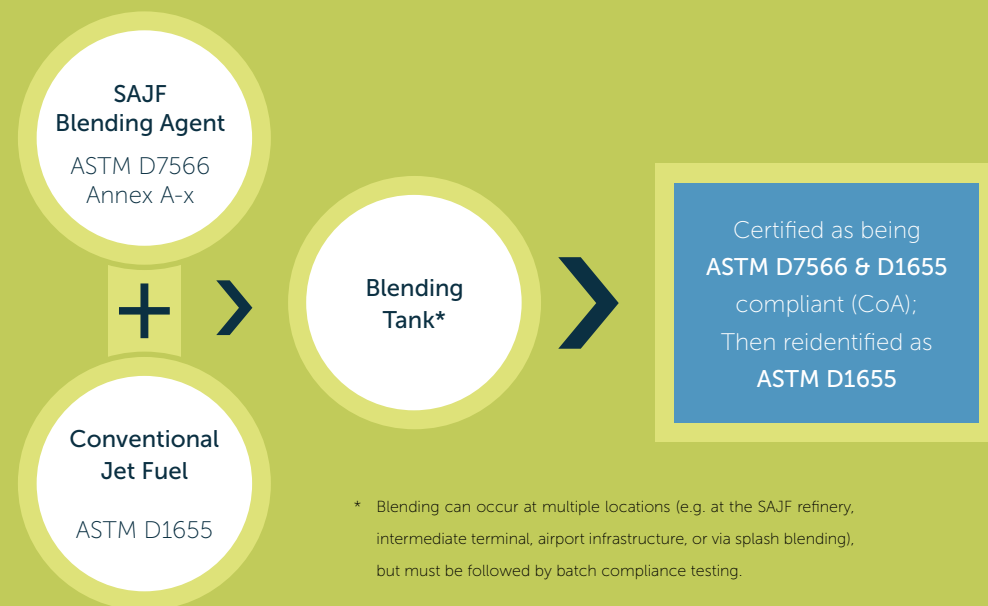 SAJF
Blending Agent
ASTM D7566
Annex A-x
+
Conventional
Jet Fuel
ASTM D1655
Blending
Tank*
Certified as being
ASTM D7566 & D1655
compliant (CoA);
Then reidentified as
ASTM D1655
* Blending can occur at multiple locations (e.g. at the SAJF refinery,
intermediate terminal, airport infrastructure, or via splash blending),
but must be followed by batch compliance testing.